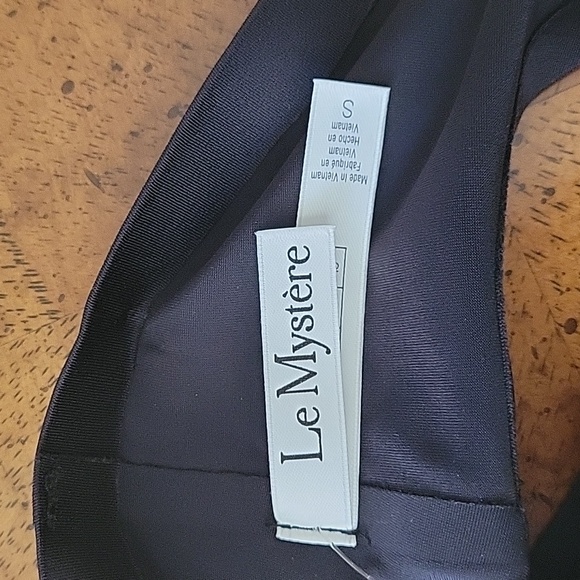 S
Made in Vietnam
Fabriqué en
Vietnam
Hecho en
Vietnam
Le Mystère